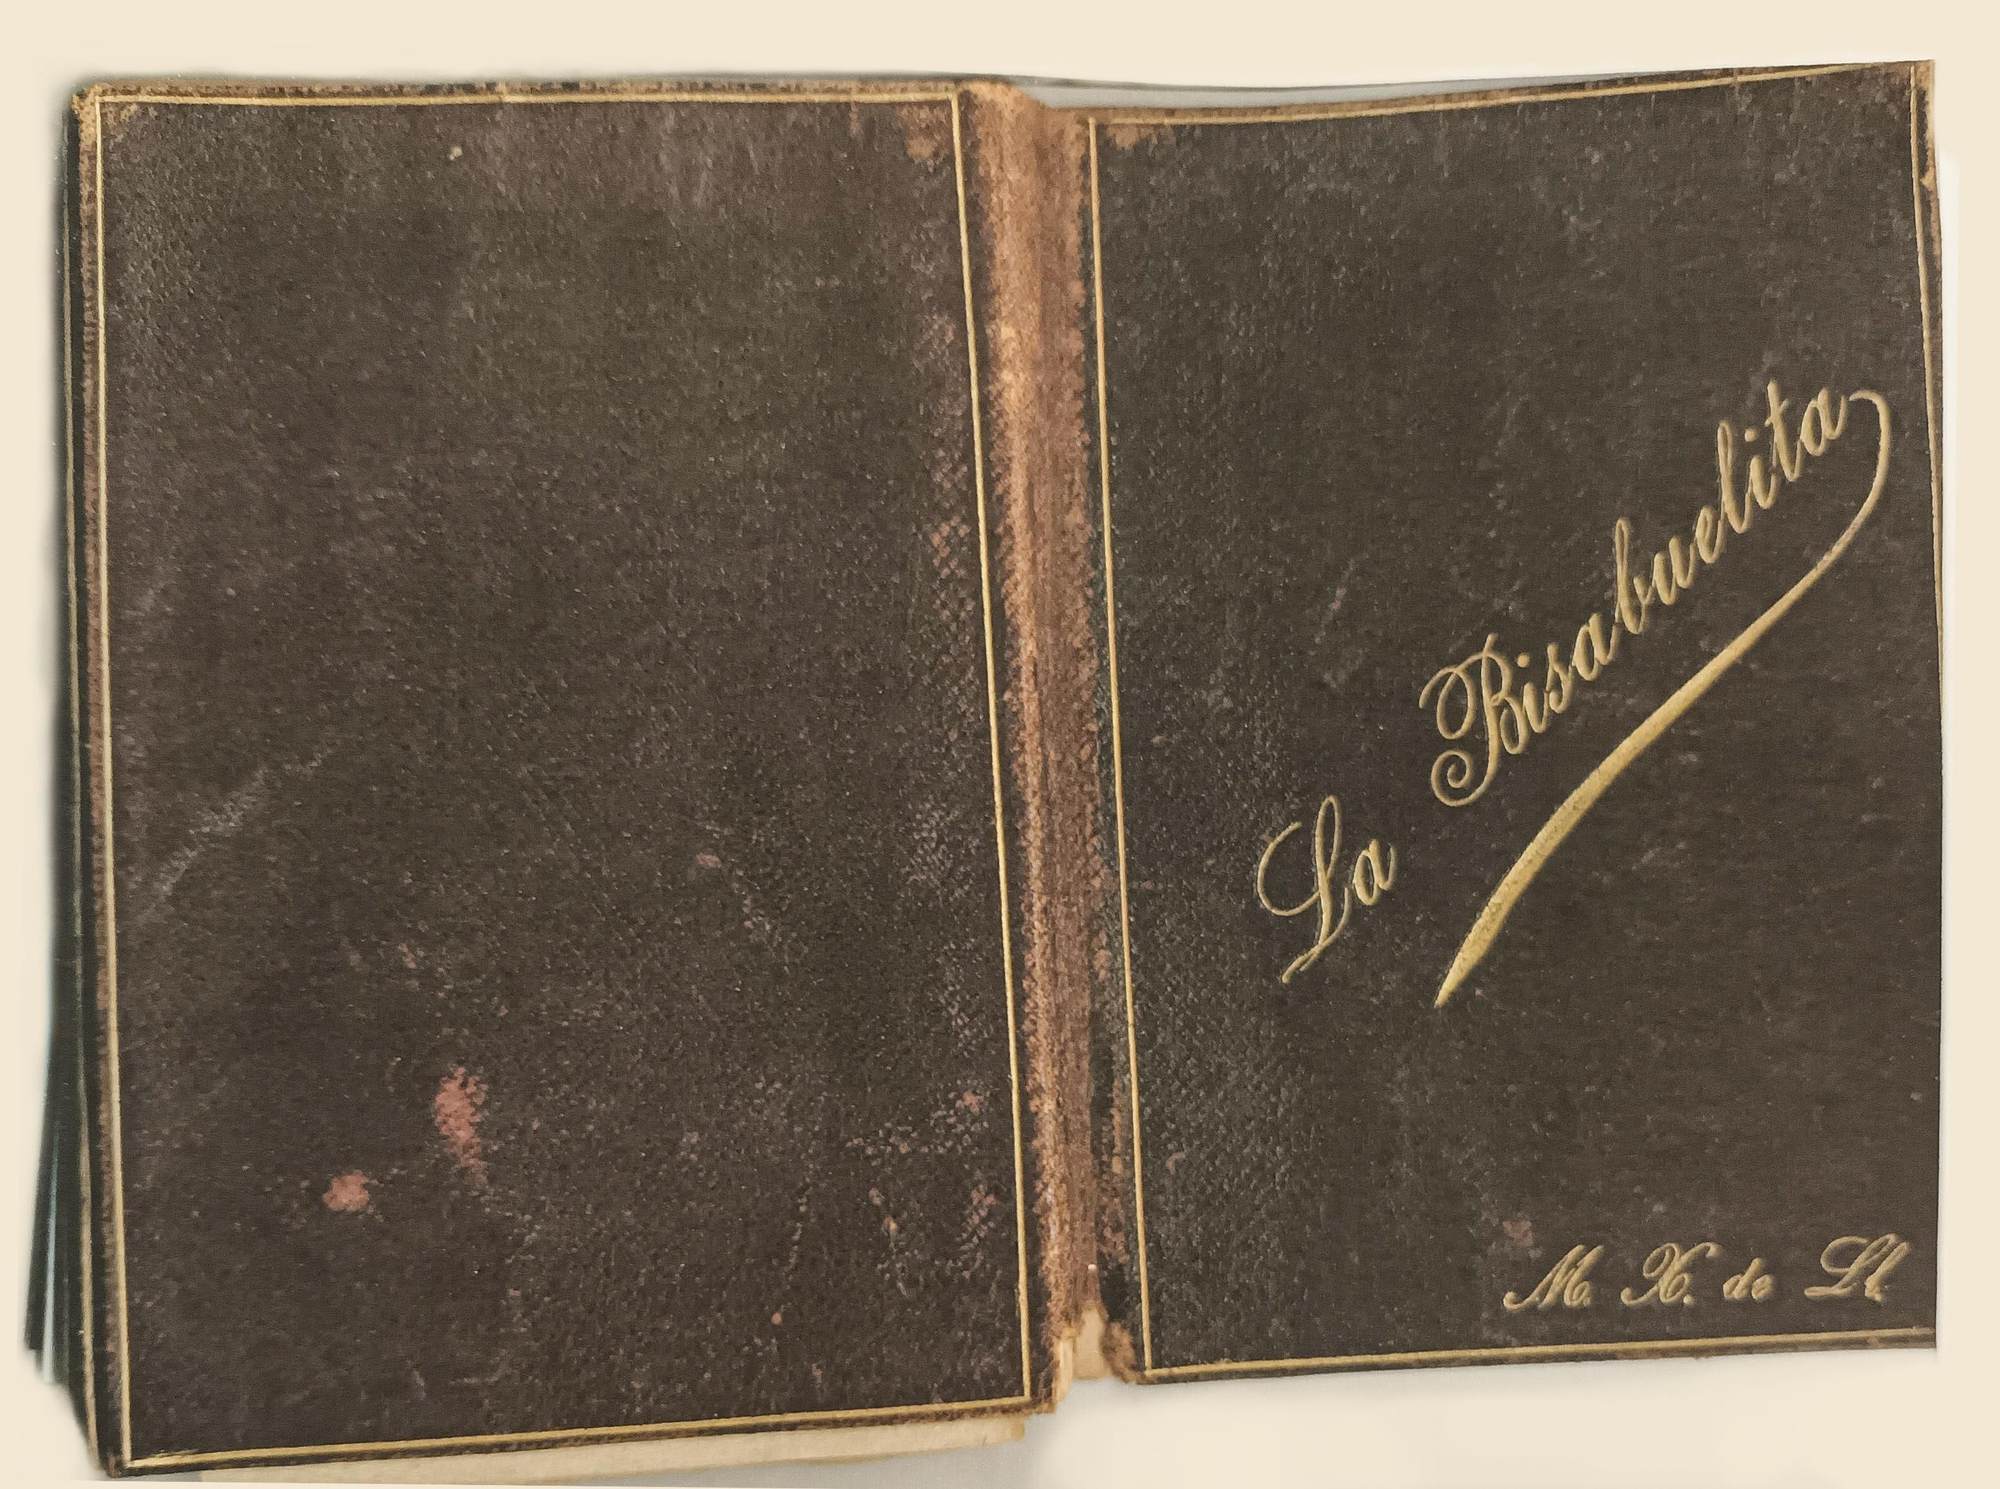 La Bisabuelita
M. X. de Ll.